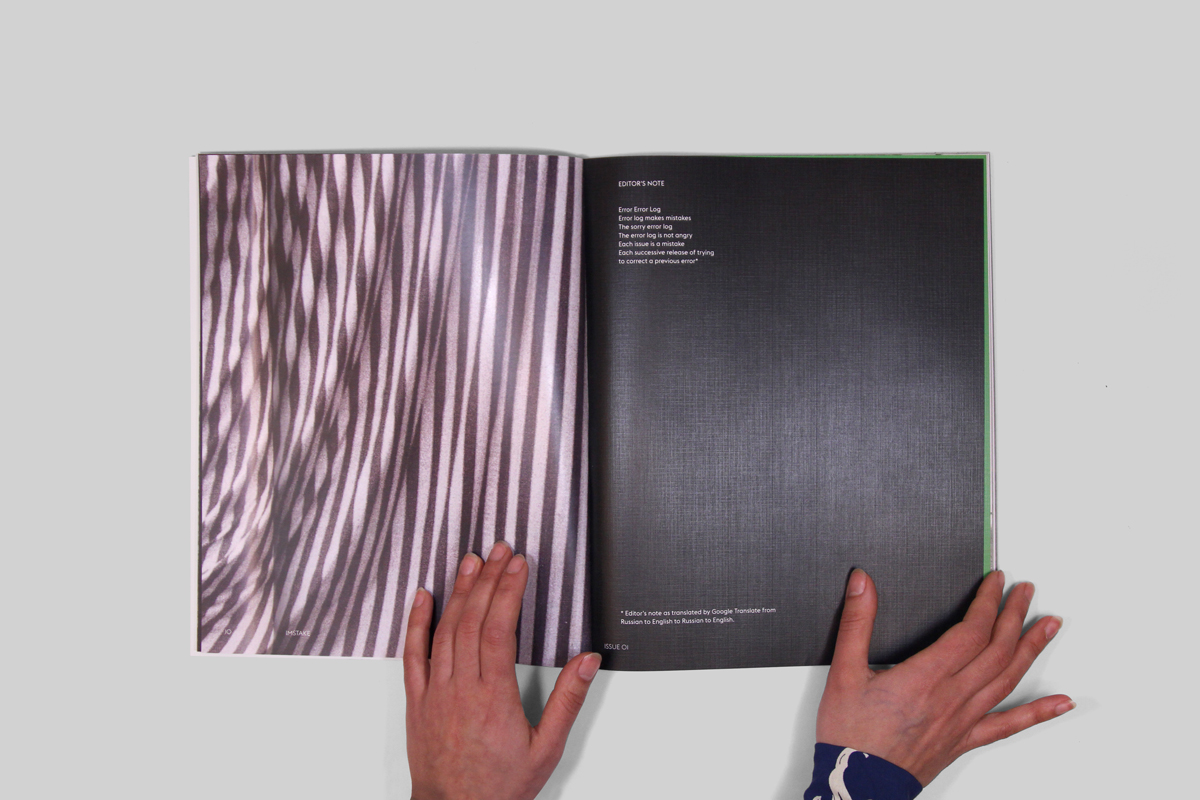 10
IMSTAKE
EDITOR'S NOTE
Error Error Log
Error log makes mistakes
The sorry error log
The error log is not angry
Each issue is a mistake
Each successive release of trying
to correct a previous error*
* Editor's note as translated by Google Translate from
Russian to English to Russian to English.
ISSUE 01